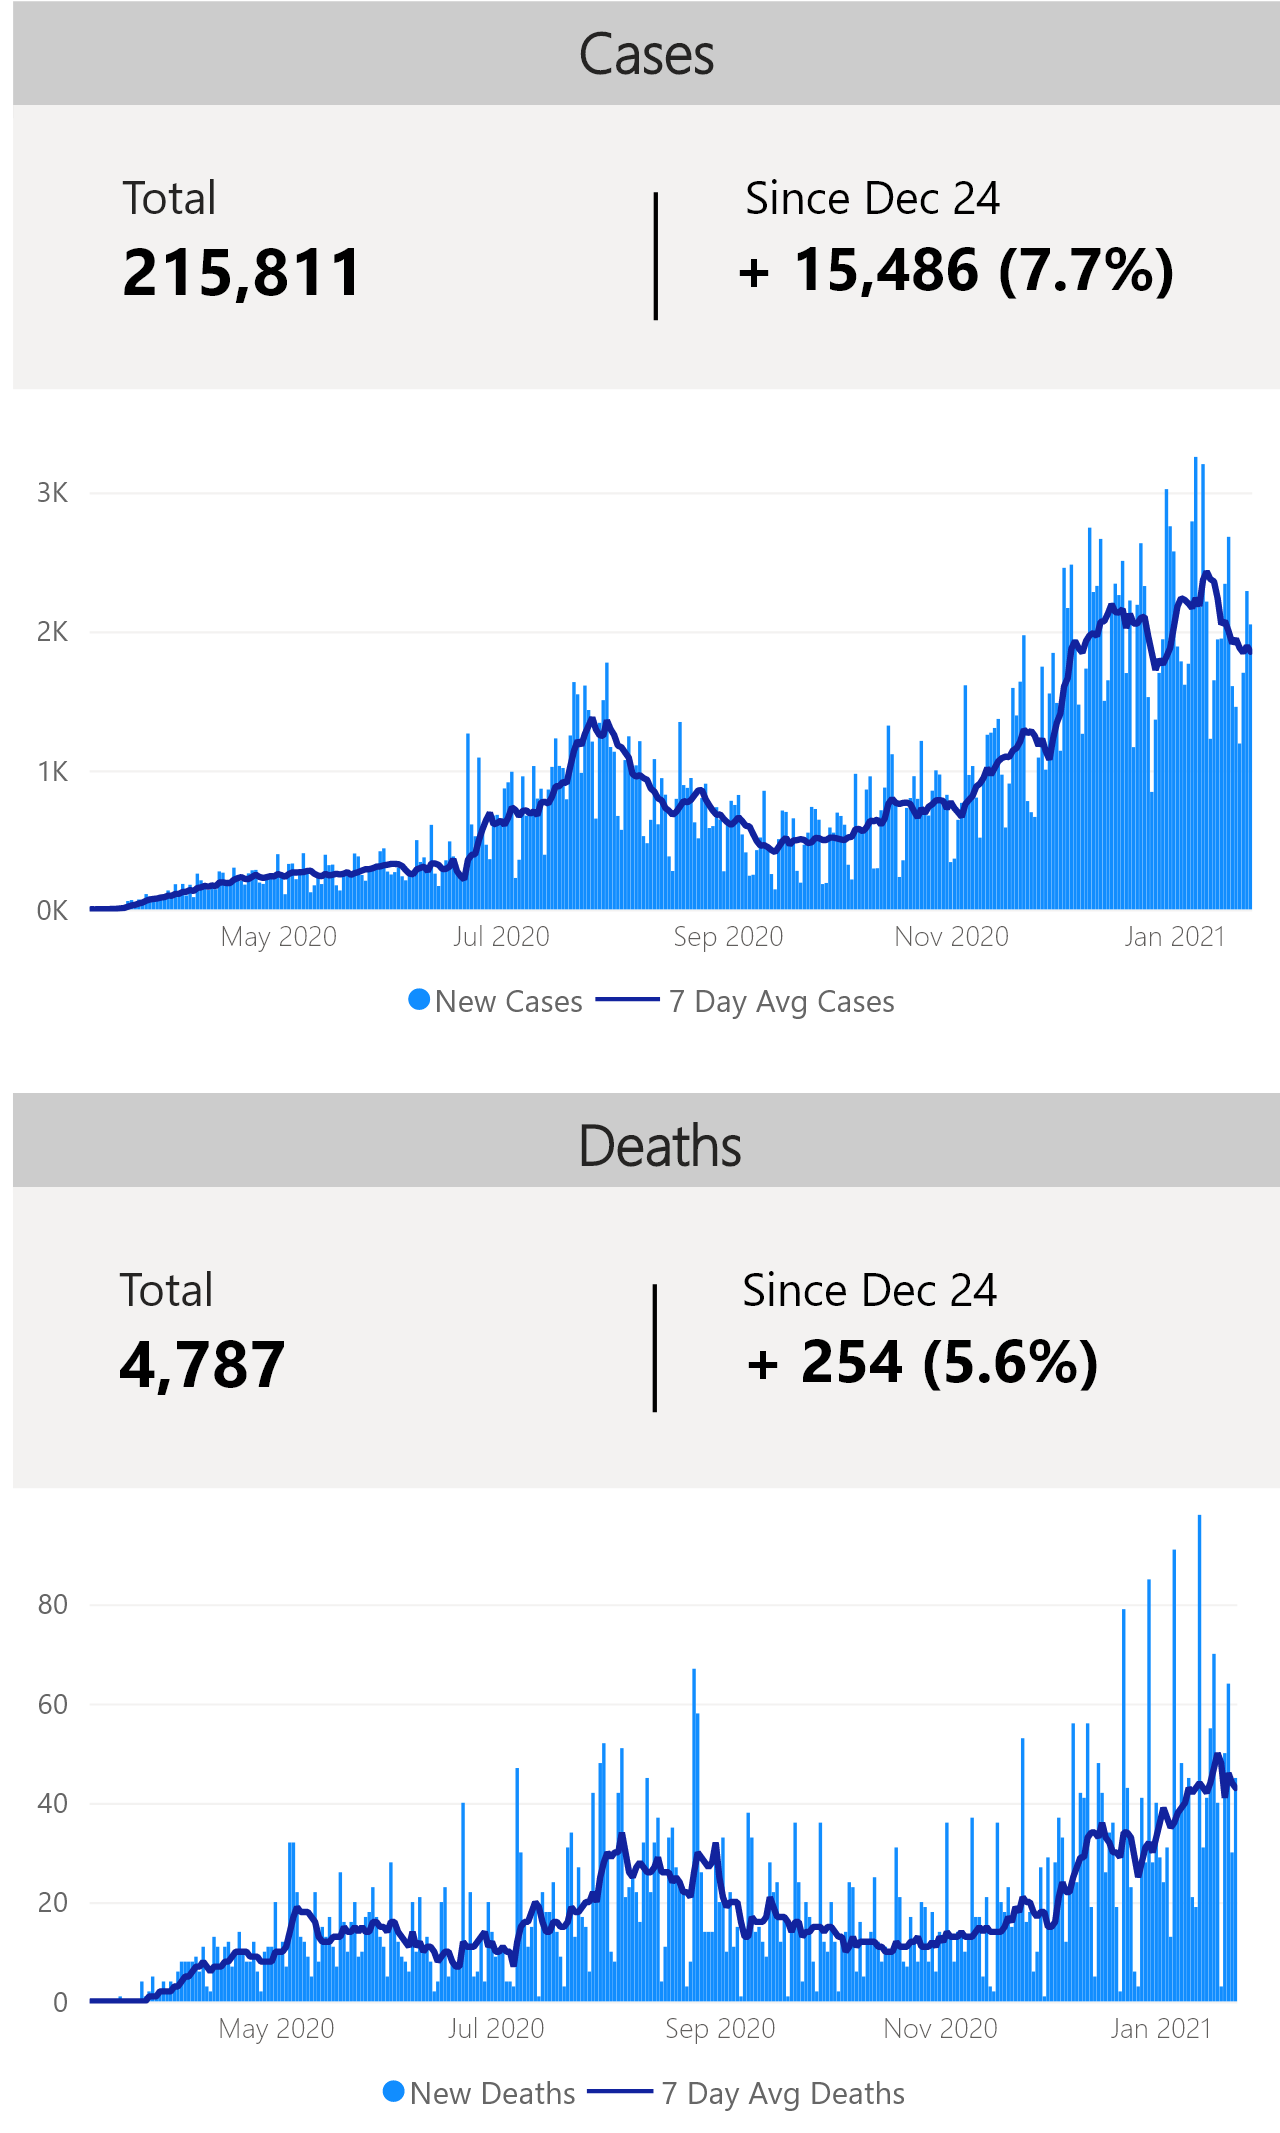 Cases
Total
Since Dec 24
215,811
+ 15,486 (7.7%)
3K
2K
1K
0K
May 2020
Jul 2020
Sep 2020
Nov 2020
Jan 2021
New Cases
7 Day Avg Cases
Deaths
Total
Since Dec 24
4,787
+ 254 (5.6%)
80
60
40
20
0
May 2020
Jul 2020
Sep 2020
Nov 2020
Jan 2021
New Deaths
7 Day Avg Deaths